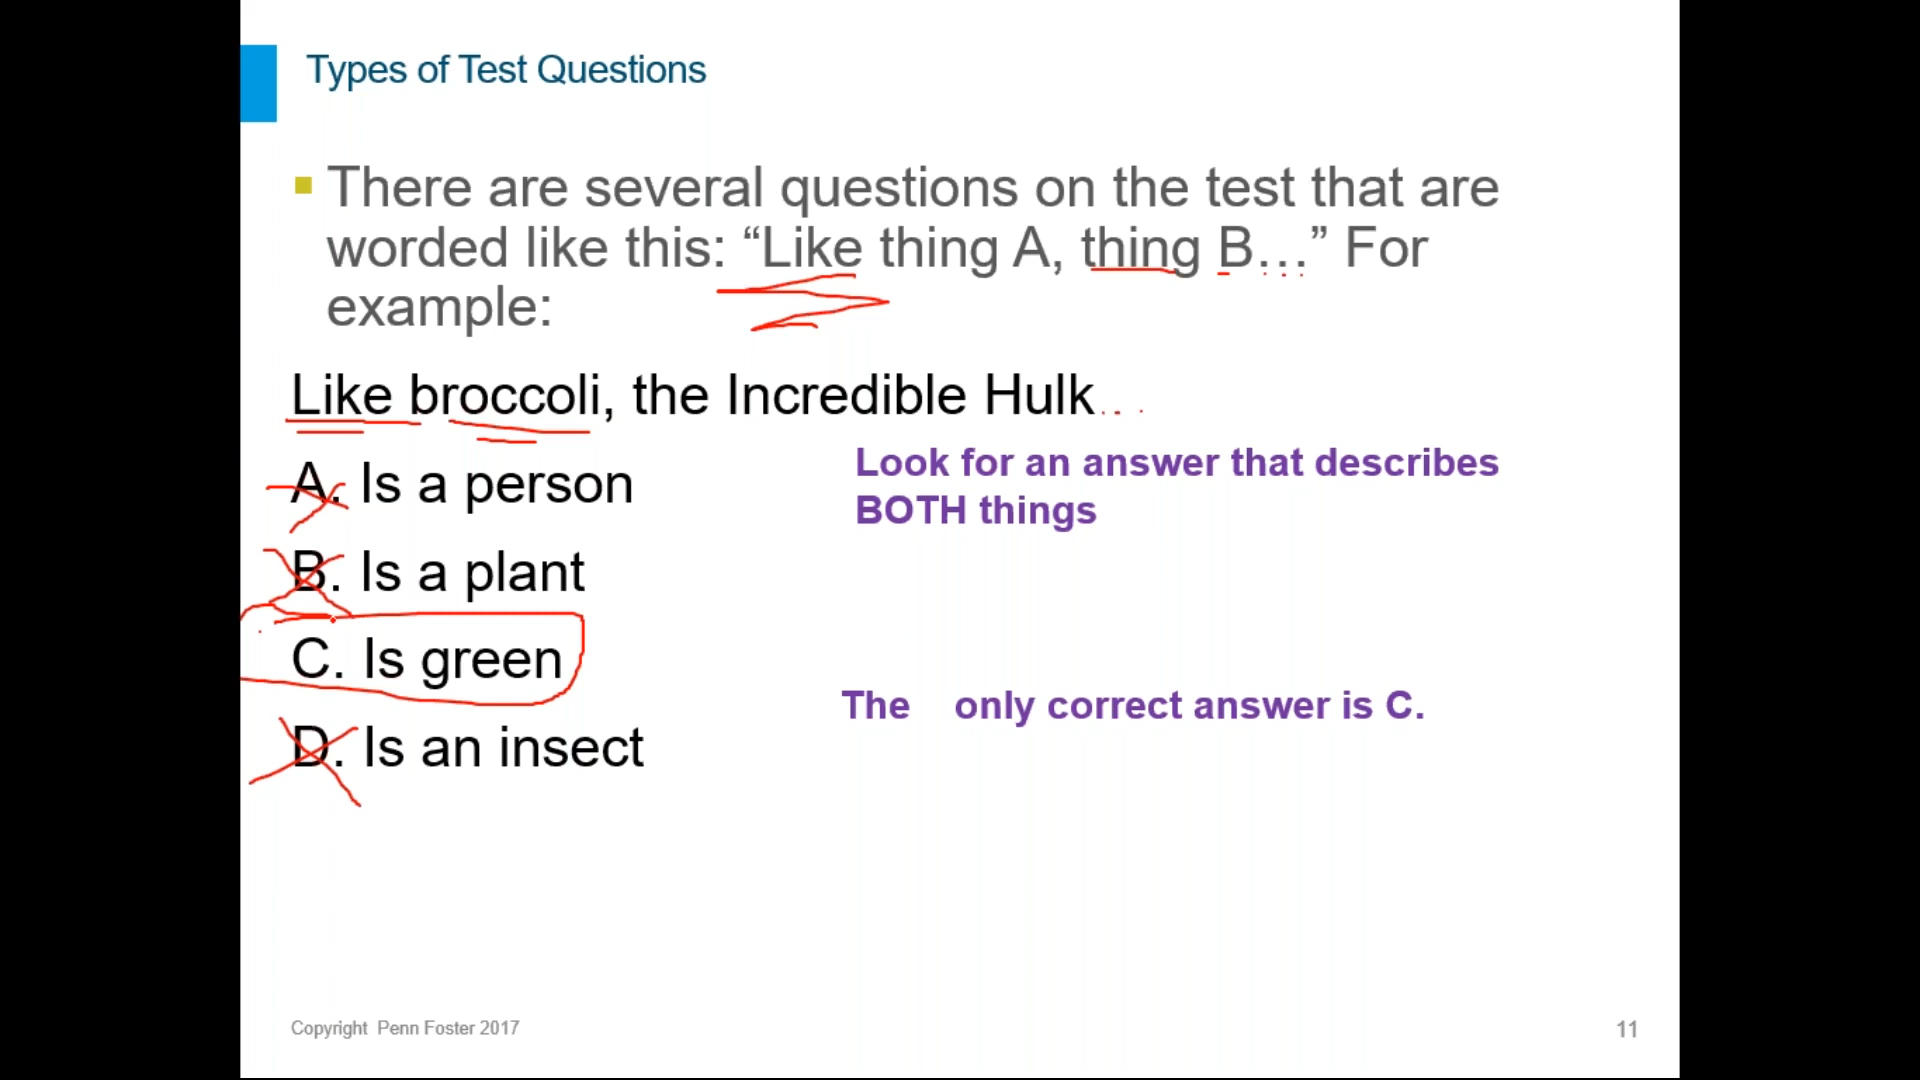 Types of Test Questions
There are several questions on the test that are
worded like this: “Like thing A, thing B…” For
example:
Like broccoli, the Incredible Hulk...
A. Is a person
Look for an answer that describes
BOTH things
B. Is a plant
C. Is green
The only correct answer is C.
D. Is an insect
Copyright Penn Foster 2017
11